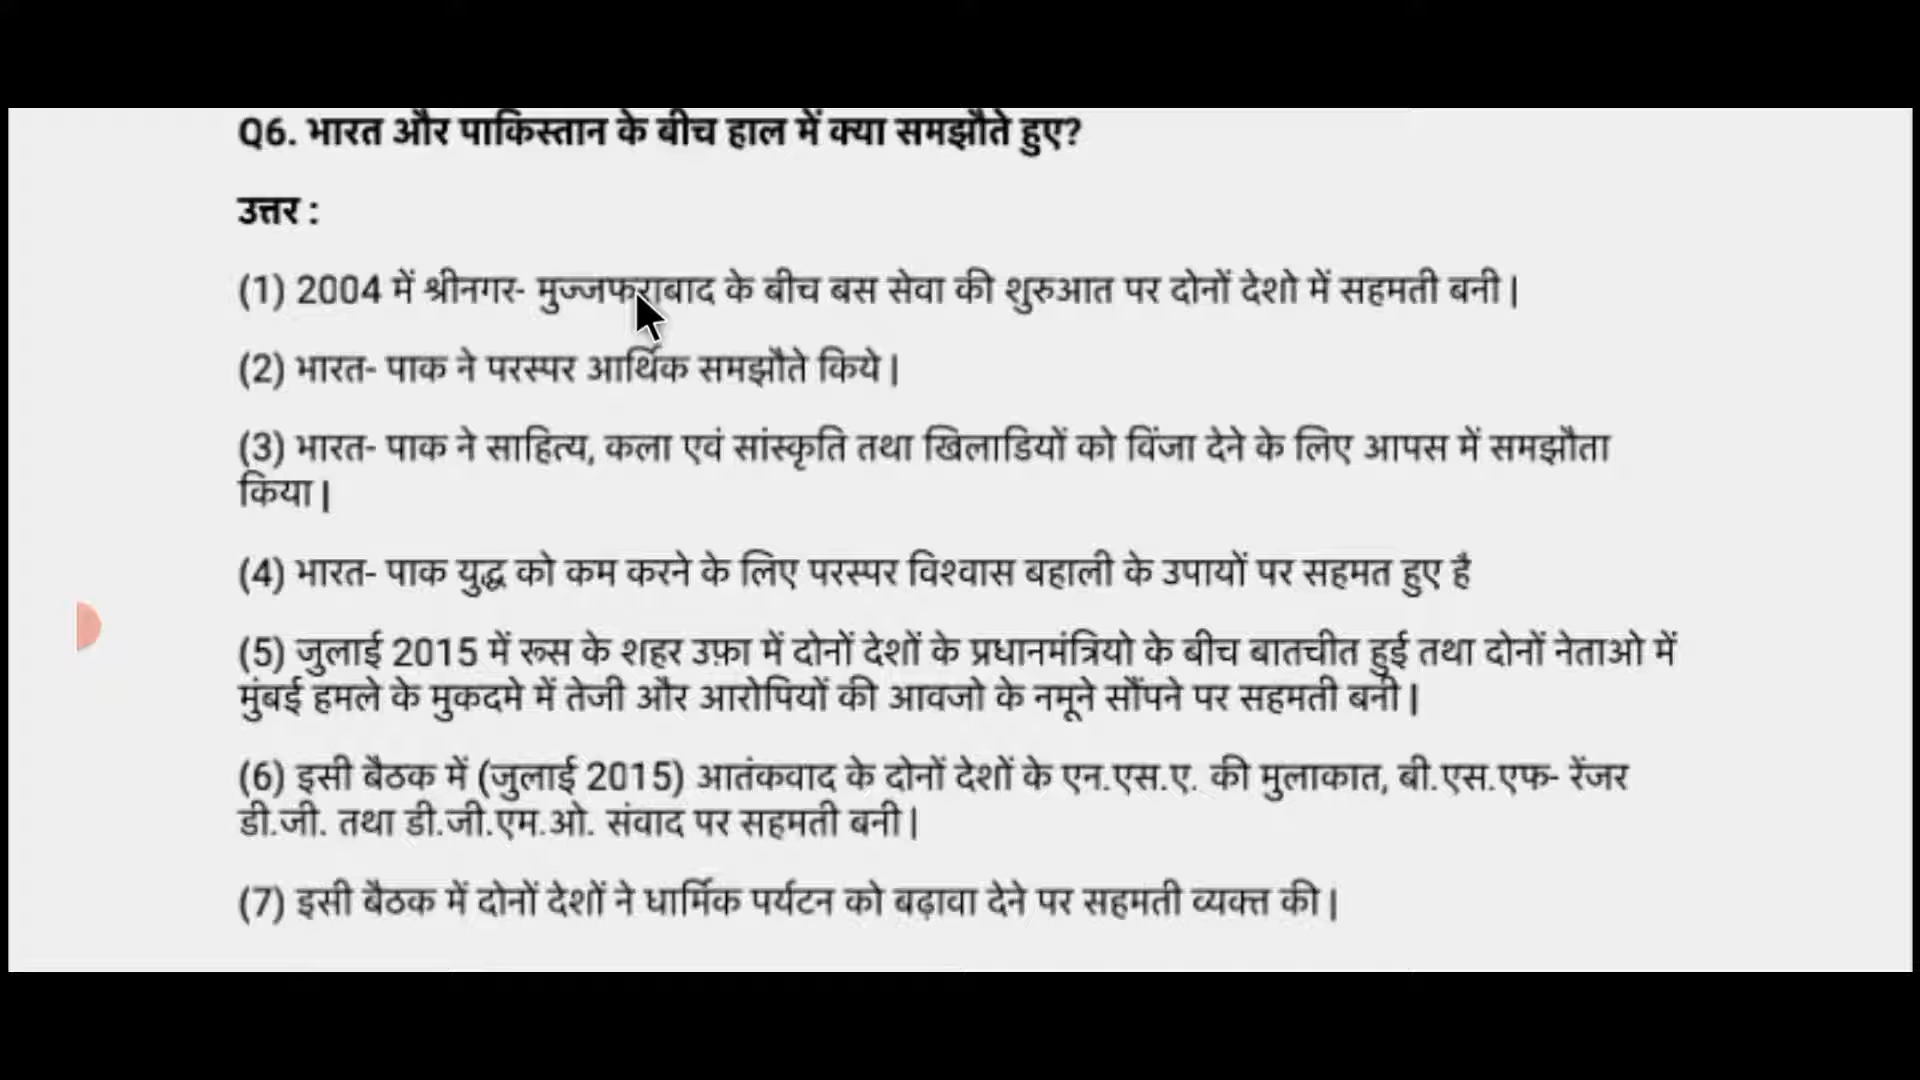 Q6. भारत और पाकिस्तान के बीच हाल में क्या समझौते हुए?
उत्तर :
(1) 2004 में श्रीनगर- मुज्जफराबाद के बीच बस सेवा की शुरुआत पर दोनों देशो में सहमती बनी |
(2) भारत- पाक ने परस्पर आर्थिक समझौते किये |
(3) भारत- पाक ने साहित्य, कला एवं सांस्कृति तथा खिलाडियों को विंजा देने के लिए आपस में समझौता
किया |
(4) भारत- पाक युद्ध को कम करने के लिए परस्पर विश्वास बहाली के उपायों पर सहमत हुए है
(5) जुलाई 2015 में रूस के शहर उफ़ा में दोनों देशों के प्रधानमंत्रियो के बीच बातचीत हुई तथा दोनों नेताओ में
मुंबई हमले के मुकदमे में तेजी और आरोपियों की आवजो के नमूने सौंपने पर सहमती बनी |
(6) इसी बैठक में (जुलाई 2015) आतंकवाद के दोनों देशों के एन.एस.ए. की मुलाकात, बी.एस.एफ- रेंजर
डी.जी. तथा डी.जी.एम.ओ. संवाद पर सहमती बनी |
(7) इसी बैठक में दोनों देशों ने धार्मिक पर्यटन को बढ़ावा देने पर सहमती व्यक्त की |